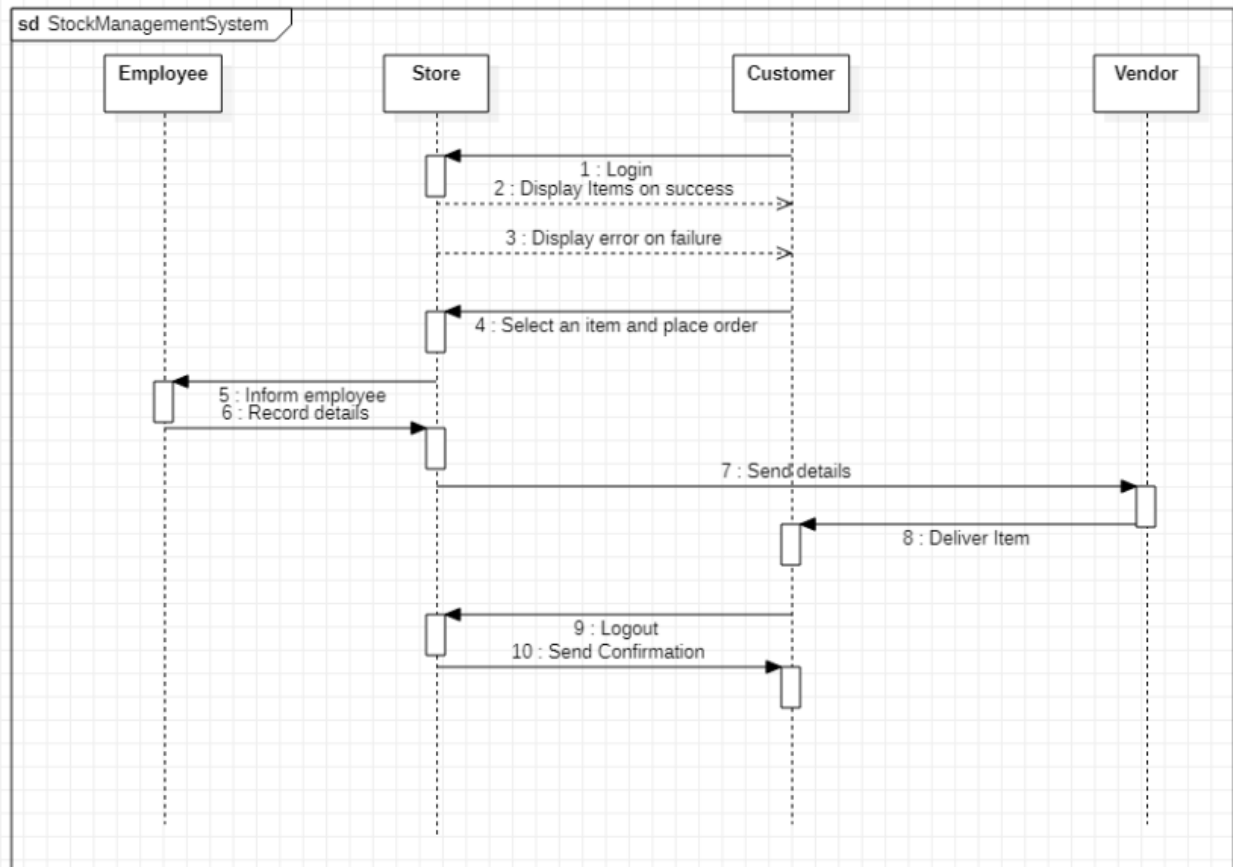 sd StockManagementSystem
Employee
Store
Customer
Vendor
1 : Login
2 : Display Items on success
3 : Display error on failure
4 : Select an item and place order
5 : Inform employee
6 : Record details
7 : Send details
8 : Deliver Item
9 : Logout
10 : Send Confirmation